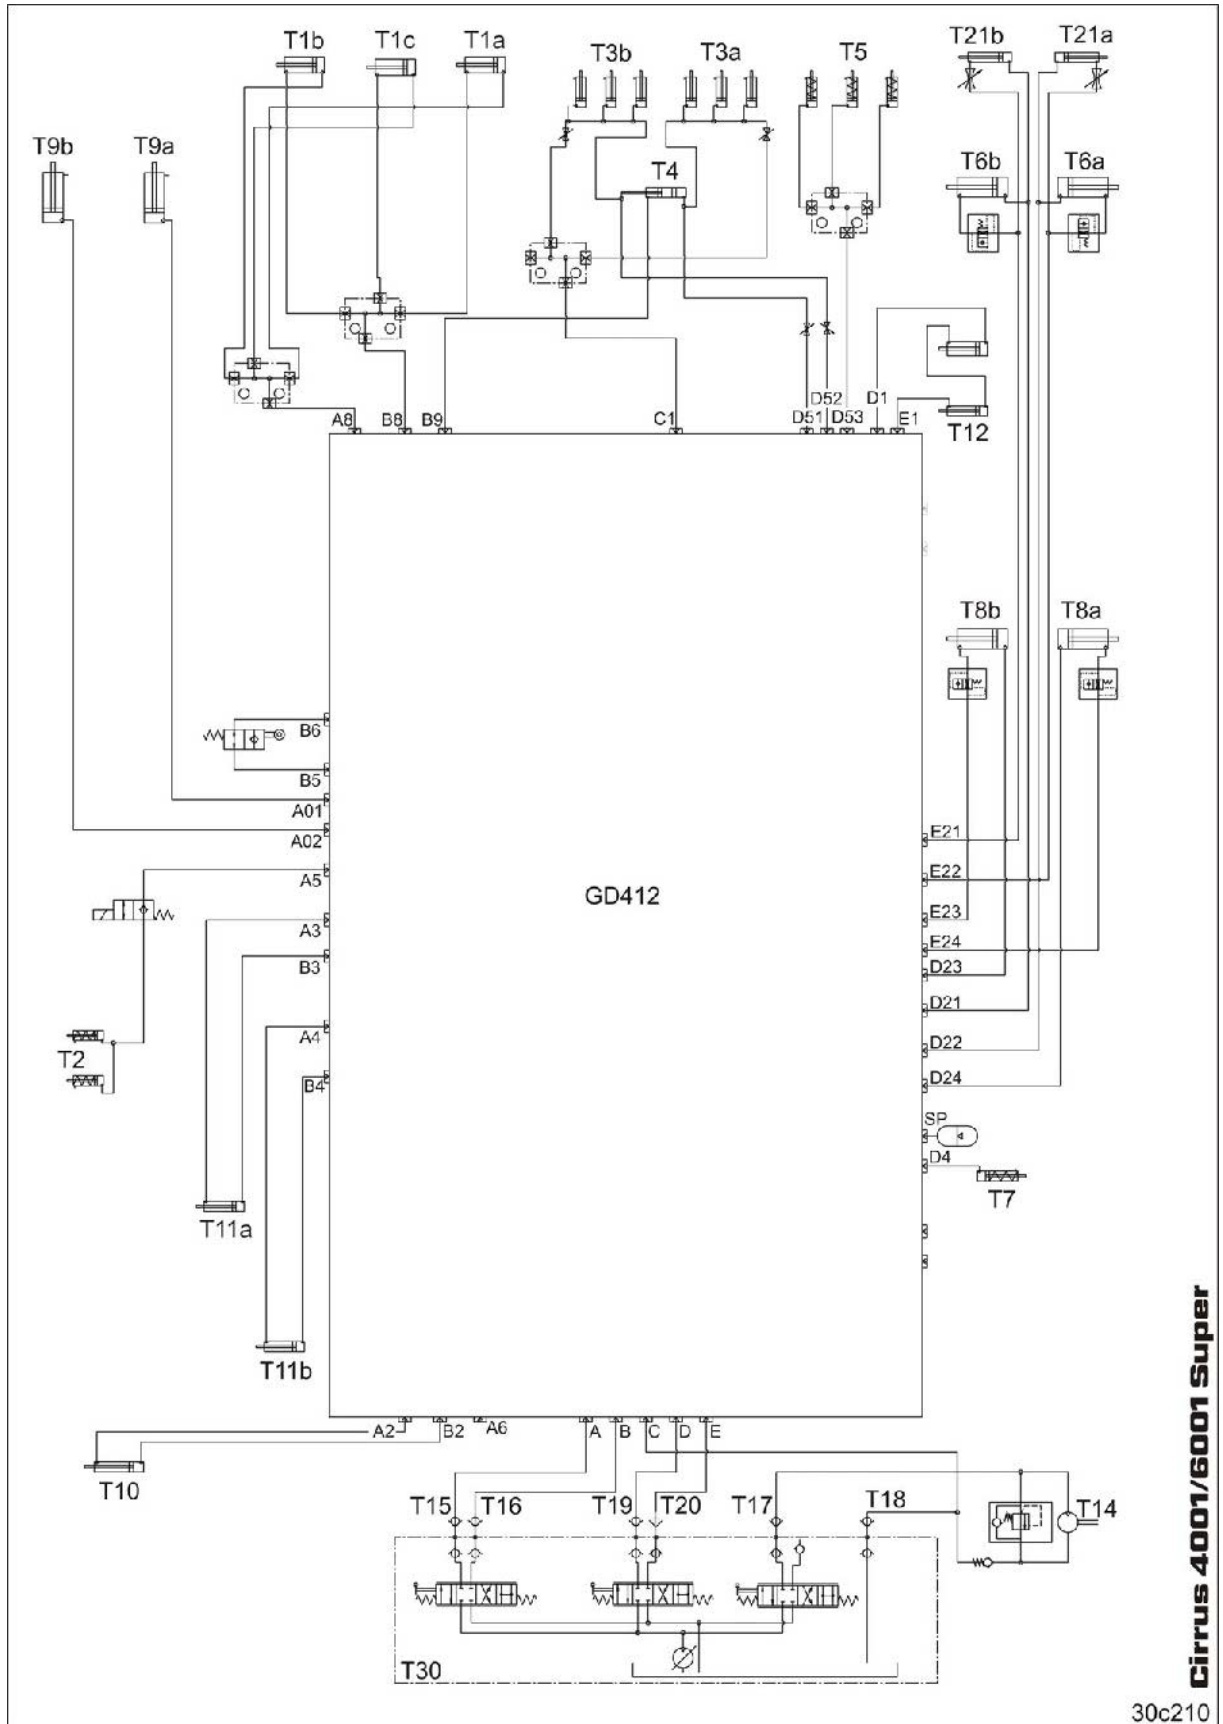 T1b T1c T1a
T3b T3a T5
T21b T21a
T9b T9a
T4
T6b T6a
A8 B8 B9 C1 D51 D52 D53 D1 E1
T12
T8b T8a
B6
B5
A01
A02
A5
A3
B3
A4
B4
T2
T11a
T11b
GD412
E21
E22
E23
E24
D23
D21
D22
D24
SP
D4
T7
A2 B2 A6 A B C D E
T10
T15 T16 T19 T20 T17 T18 T14
T30
Cirrus 4001/6001 Super
30c210